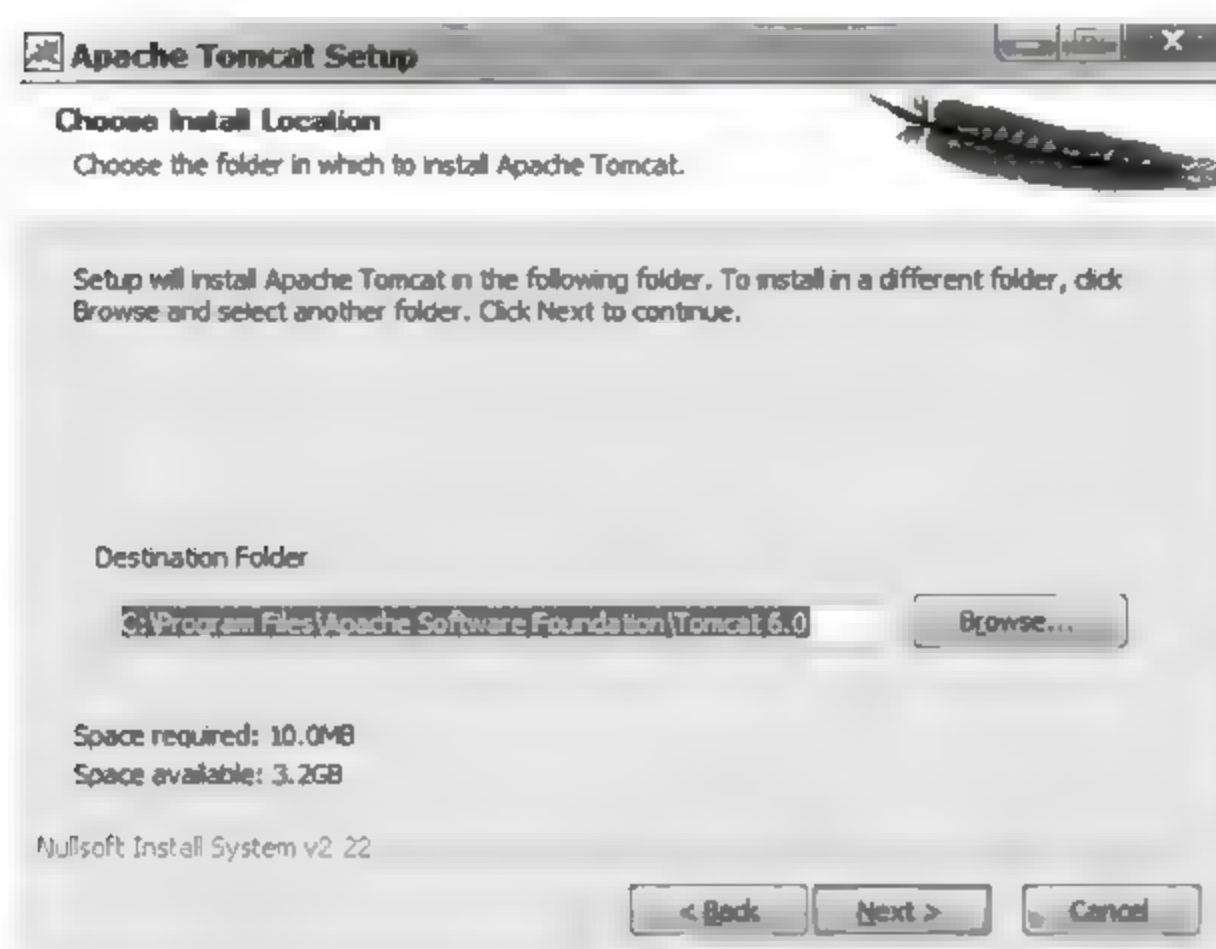 Apache Tomcat Setup
Choose Install Location
Choose the folder in which to install Apache Tomcat.
Setup will install Apache Tomcat in the following folder. To install in a different folder, click
Browse and select another folder. Click Next to continue.
Destination Folder
C:\Program Files\Apache Software Foundation\Tomcat 6.0
Browse...
Space required: 10.0MB
Space available: 3.2GB
Nullsoft Install System v2.22
< Back
Next >
Cancel